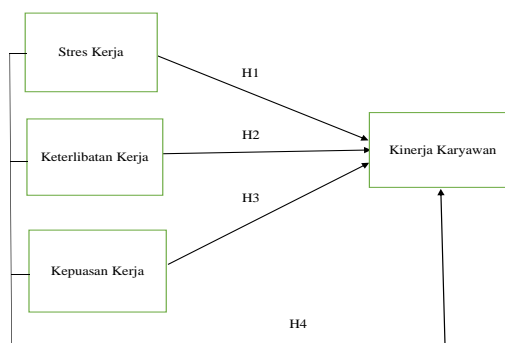 Stres Kerja
H1
H2
Keterlibatan Kerja
Kinerja Karyawan
H3
Kepuasan Kerja
H4